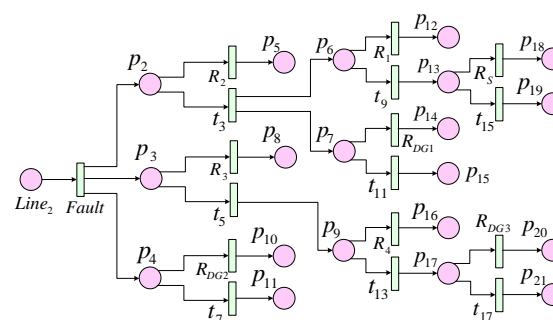 p12
p5
p6
R1
p18
p2
R2
p13
RS
t9
p19
t3
p14
t15
p8
p7
RDG1
p3
R3
t11
p15
Line2
Fault
t5
p16
p9
R4
RDG3
p20
p10
p4
RDG2
p17
p11
t13
p21
t7
t17